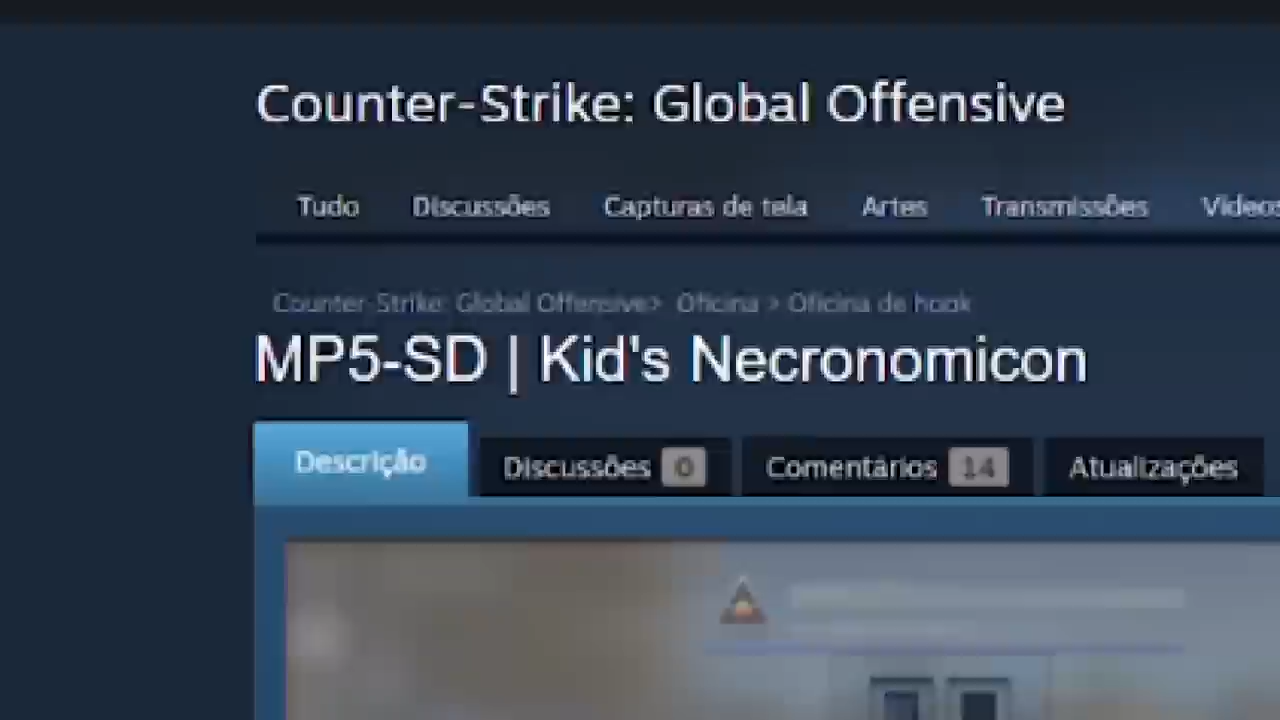 Counter-Strike: Global Offensive
Tudo Discussões Capturas de tela Artes Transmissões Vídeos
Counter-Strike: Global Offensive > Oficina > Oficina de hook
MP5-SD | Kid's Necronomicon
Descrição Discussões 0 Comentários 14 Atualizações